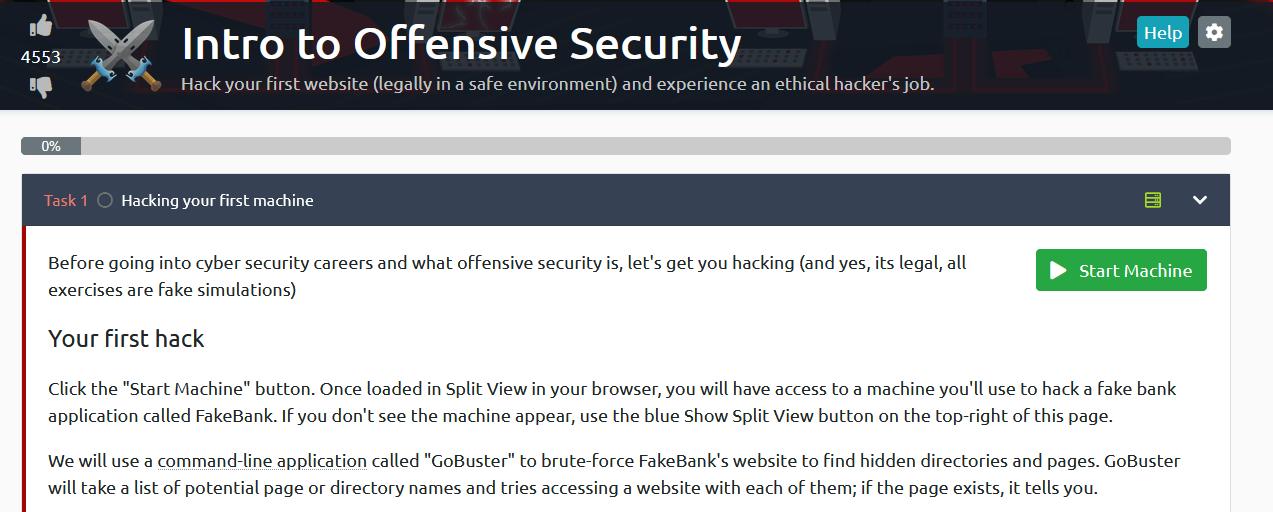 Intro to Offensive Security
Help
4553
Hack your first website (legally in a safe environment) and experience an ethical hacker's job.
0%
Task 1 Hacking your first machine
Before going into cyber security careers and what offensive security is, let's get you hacking (and yes, its legal, all
exercises are fake simulations)
Start Machine
Your first hack
Click the "Start Machine" button. Once loaded in Split View in your browser, you will have access to a machine you'll use to hack a fake bank
application called FakeBank. If you don't see the machine appear, use the blue Show Split View button on the top-right of this page.
We will use a command-line application called "GoBuster" to brute-force FakeBank's website to find hidden directories and pages. GoBuster
will take a list of potential page or directory names and tries accessing a website with each of them; if the page exists, it tells you.